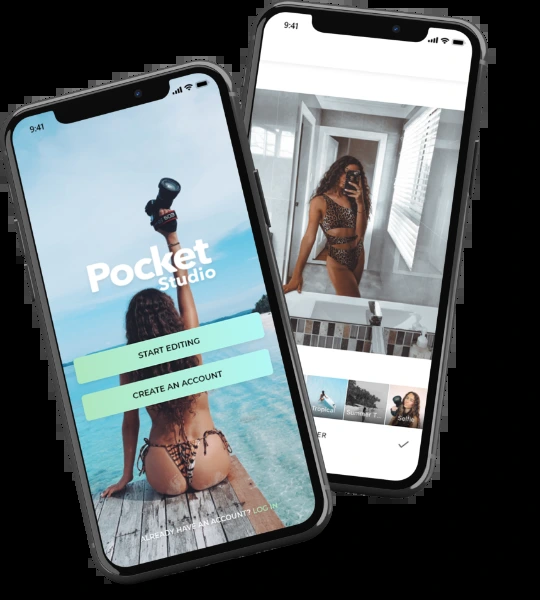 9:41
Pocket
Studio
START EDITING
CREATE AN ACCOUNT
ALREADY HAVE AN ACCOUNT? LOG IN
9:41
Tropical
Summer T
Selfi
ER